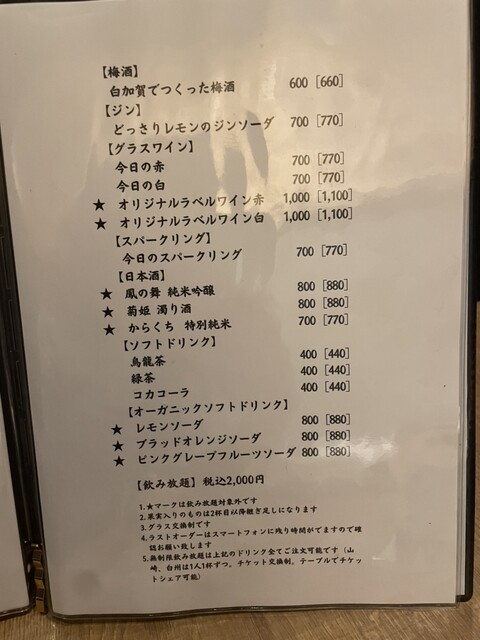 【梅酒】
白加賀でつくった梅酒 600 [660]
【ジン】
どっさりレモンのジンソーダ 700 [770]
【グラスワイン】
今日の赤 700 [770]
今日の白 700 [770]
★ オリジナルラベルワイン赤 1,000 [1,100]
★ オリジナルラベルワイン白 1,000 [1,100]
【スパークリング】
今日のスパークリング 700 [770]
【日本酒】
★ 鳳の舞 純米吟醸 800 [880]
★ 菊姫 濁り酒 800 [880]
★ からくち 特別純米 700 [770]
【ソフトドリンク】
烏龍茶 400 [440]
緑茶 400 [440]
コカコーラ 400 [440]
【オーガニックソフトドリンク】
★ レモンソーダ 800 [880]
★ ブラッドオレンジソーダ 800 [880]
★ ピンクグレープフルーツソーダ 800 [880]
【飲み放題】 税込2,000円
1.★マークは飲み放題対象外です
2.果実入りのものは2杯目以降継ぎ足しになります
3.グラス交換制です
4.ラストオーダーはスマートフォンに残り時間がでますので確
認お願い致します
5.無制限飲み放題は上記のドリンク全てご注文可能です（山
崎、白州は1人1杯ずつ、チケット交換制、テーブルでチケッ
トシェア可能）